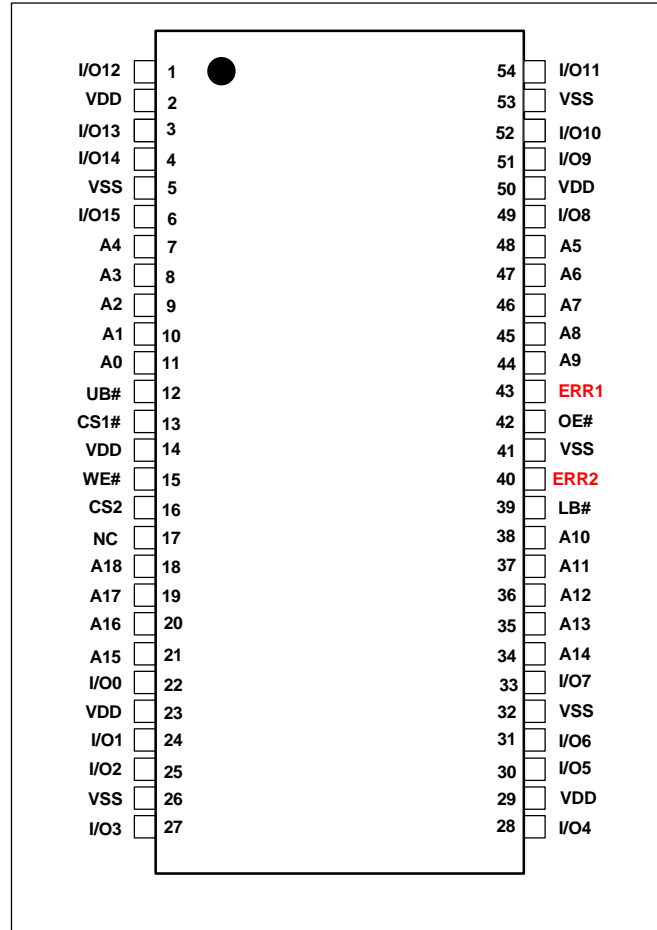 I/O12 1 54 I/O11
VDD 2 53 VSS
I/O13 3 52 I/O10
I/O14 4 51 I/O9
VSS 5 50 VDD
I/O15 6 49 I/O8
A4 7 48 A5
A3 8 47 A6
A2 9 46 A7
A1 10 45 A8
A0 11 44 A9
UB# 12 43 ERR1
CS1# 13 42 OE#
VDD 14 41 VSS
WE# 15 40 ERR2
CS2 16 39 LB#
NC 17 38 A10
A18 18 37 A11
A17 19 36 A12
A16 20 35 A13
A15 21 34 A14
I/O0 22 33 I/O7
VDD 23 32 VSS
I/O1 24 31 I/O6
I/O2 25 30 I/O5
VSS 26 29 VDD
I/O3 27 28 I/O4